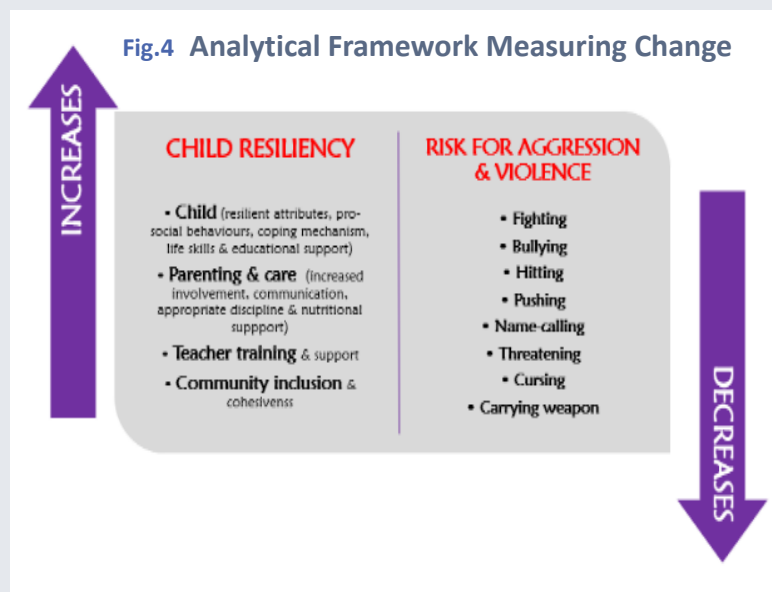 Fig.4 Analytical Framework Measuring Change
INCREASES
CHILD RESILIENCY
• Child (resilient attributes, pro-
social behaviours, coping mechanism,
life skills & educational support)
• Parenting & care (increased
involvement, communication,
appropriate discipline & nutritional
suppport)
• Teacher training & support
• Community inclusion &
cohesivenss
RISK FOR AGGRESSION
& VIOLENCE
• Fighting
• Bullying
• Hitting
• Pushing
• Name-calling
• Threatening
• Cursing
• Carrying weapon
DECREASES